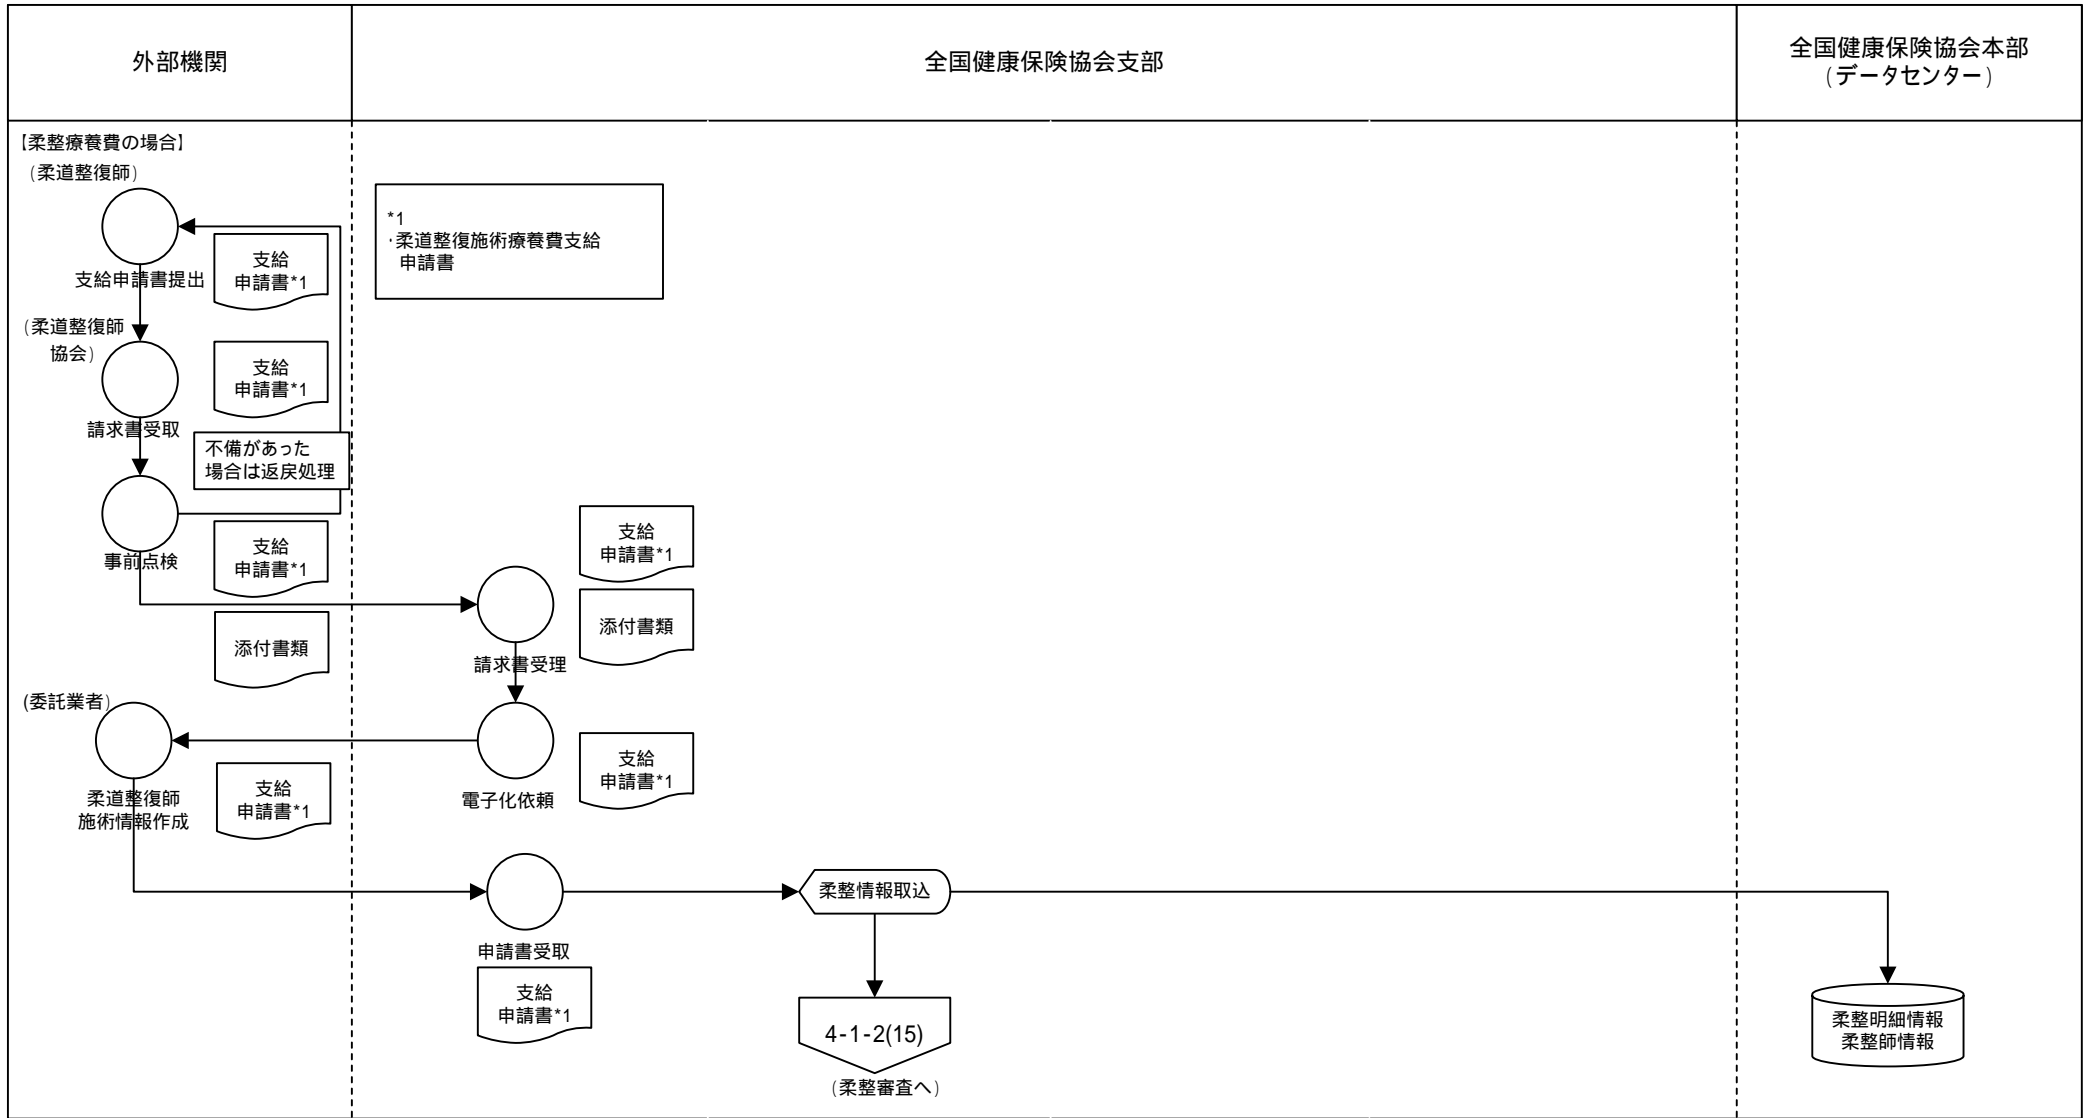 外部機関
全国健康保険協会支部
全国健康保険協会本部
(データセンター)
【柔整療養費の場合】
(柔道整復師)
支給
申請書*1
支給申請書提出
*1
・柔道整復施術療養費支給
申請書
(柔道整復師
協会)
支給
申請書*1
請求書受取
不備があった
場合は返戻処理
支給
申請書*1
事前点検
添付書類
支給
申請書*1
添付書類
請求書受理
(委託業者)
支給
申請書*1
柔道整復師
施術情報作成
支給
申請書*1
電子化依頼
申請書受取
支給
申請書*1
柔整情報取込
4-1-2(15)
(柔整審査へ)
柔整明細情報
柔整師情報